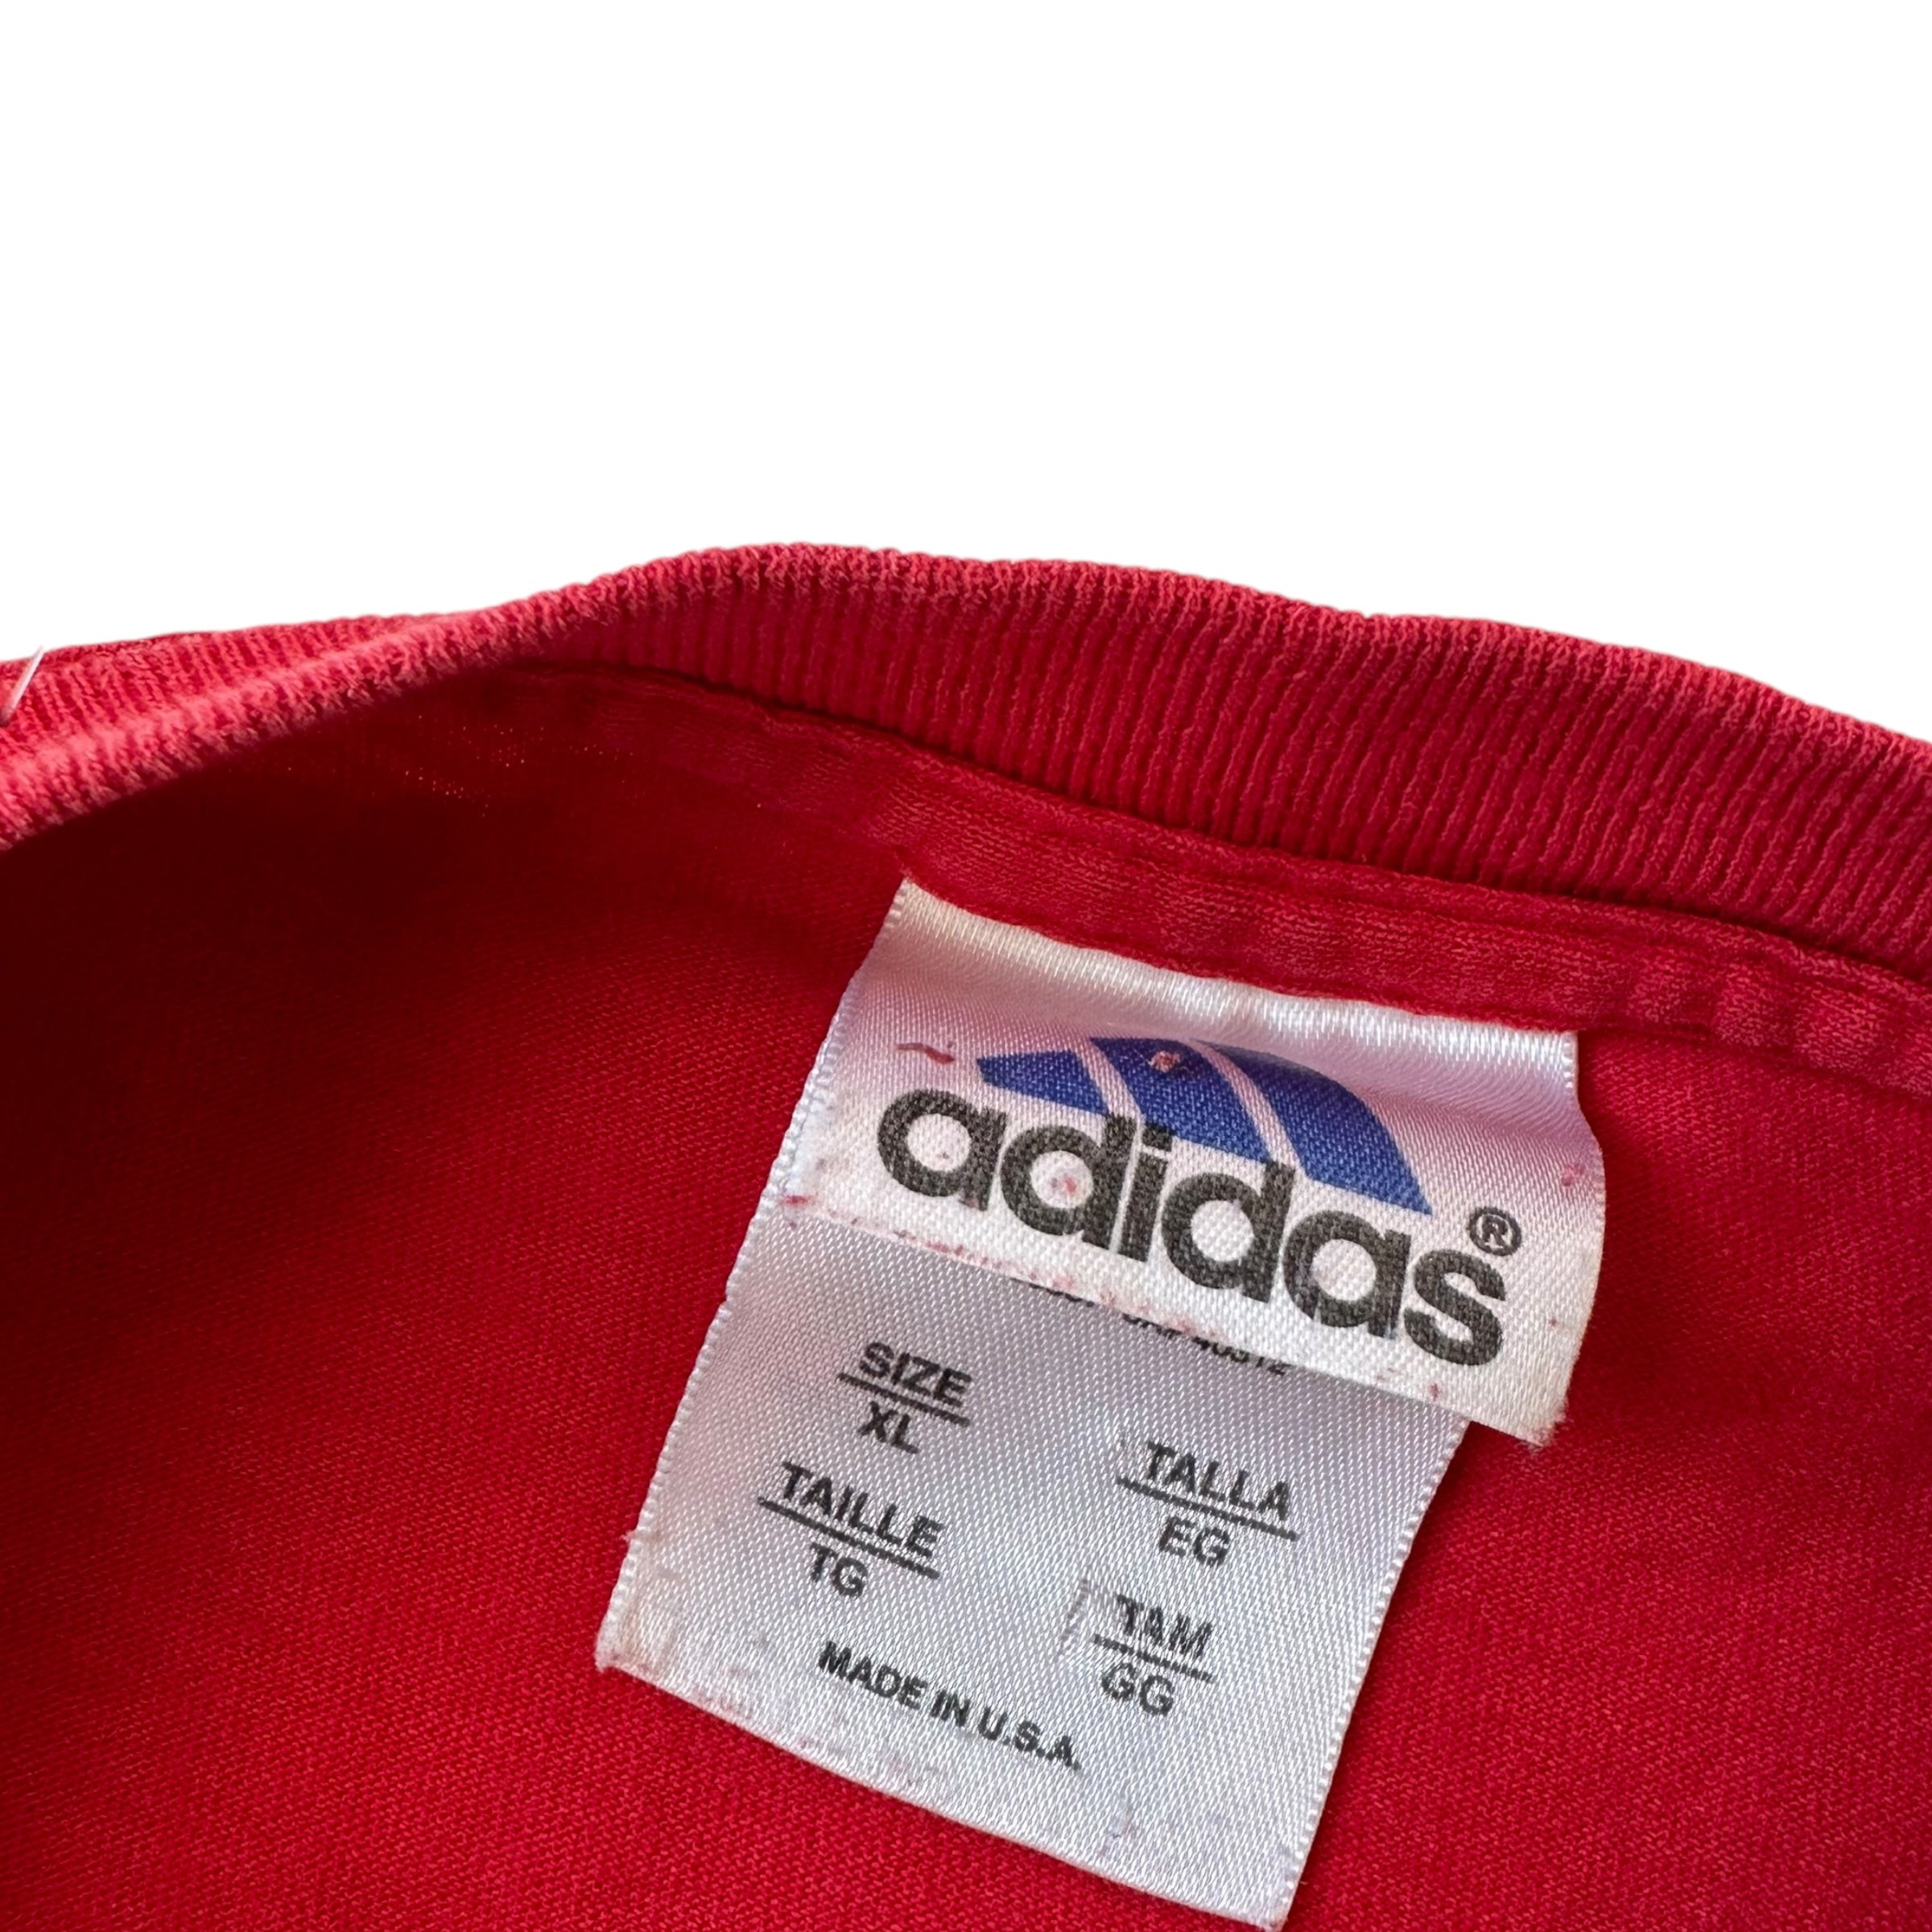 adidas®
SIZE
XL
TALLA
EG
TAILLE
TG
TAM
GG
MADE IN U.S.A.